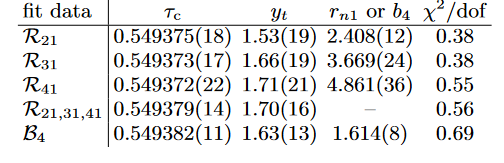 fit data τc yt rn1 or b4 χ²/dof
R21 0.549375(18) 1.53(19) 2.408(12) 0.38
R31 0.549373(17) 1.66(19) 3.669(24) 0.38
R41 0.549372(22) 1.71(21) 4.861(36) 0.55
R21,31,41 0.549379(14) 1.70(16) – 0.56
B4 0.549382(11) 1.63(13) 1.614(8) 0.69